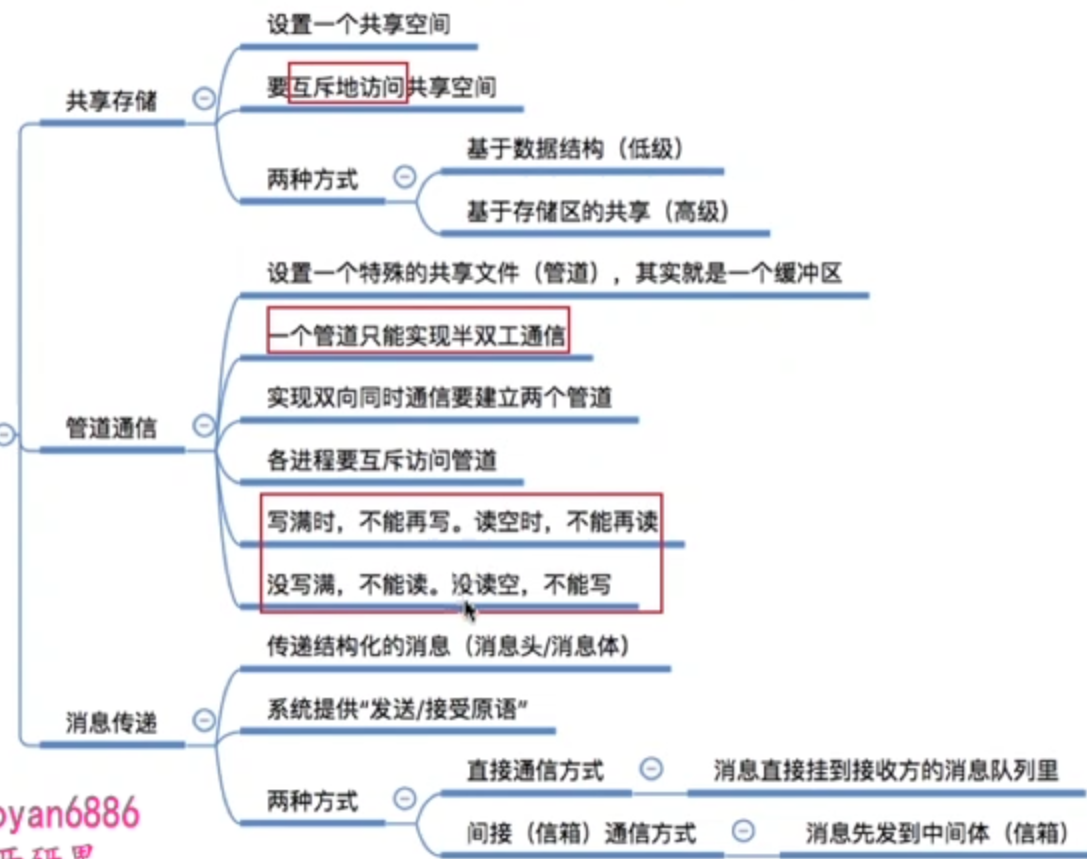 设置一个共享空间
要互斥地访问共享空间
共享存储
两种方式
基于数据结构（低级）
基于存储区的共享（高级）
设置一个特殊的共享文件（管道），其实就是一个缓冲区
一个管道只能实现半双工通信
实现双向同时通信要建立两个管道
管道通信
各进程要互斥访问管道
写满时，不能再写。读空时，不能再读
没写满，不能读。没读空，不能写
传递结构化的消息（消息头/消息体）
系统提供“发送/接受原语”
消息传递
两种方式
直接通信方式
消息直接挂到接收方的消息队列里
间接（信箱）通信方式
消息先发到中间体（信箱）
oyan6886